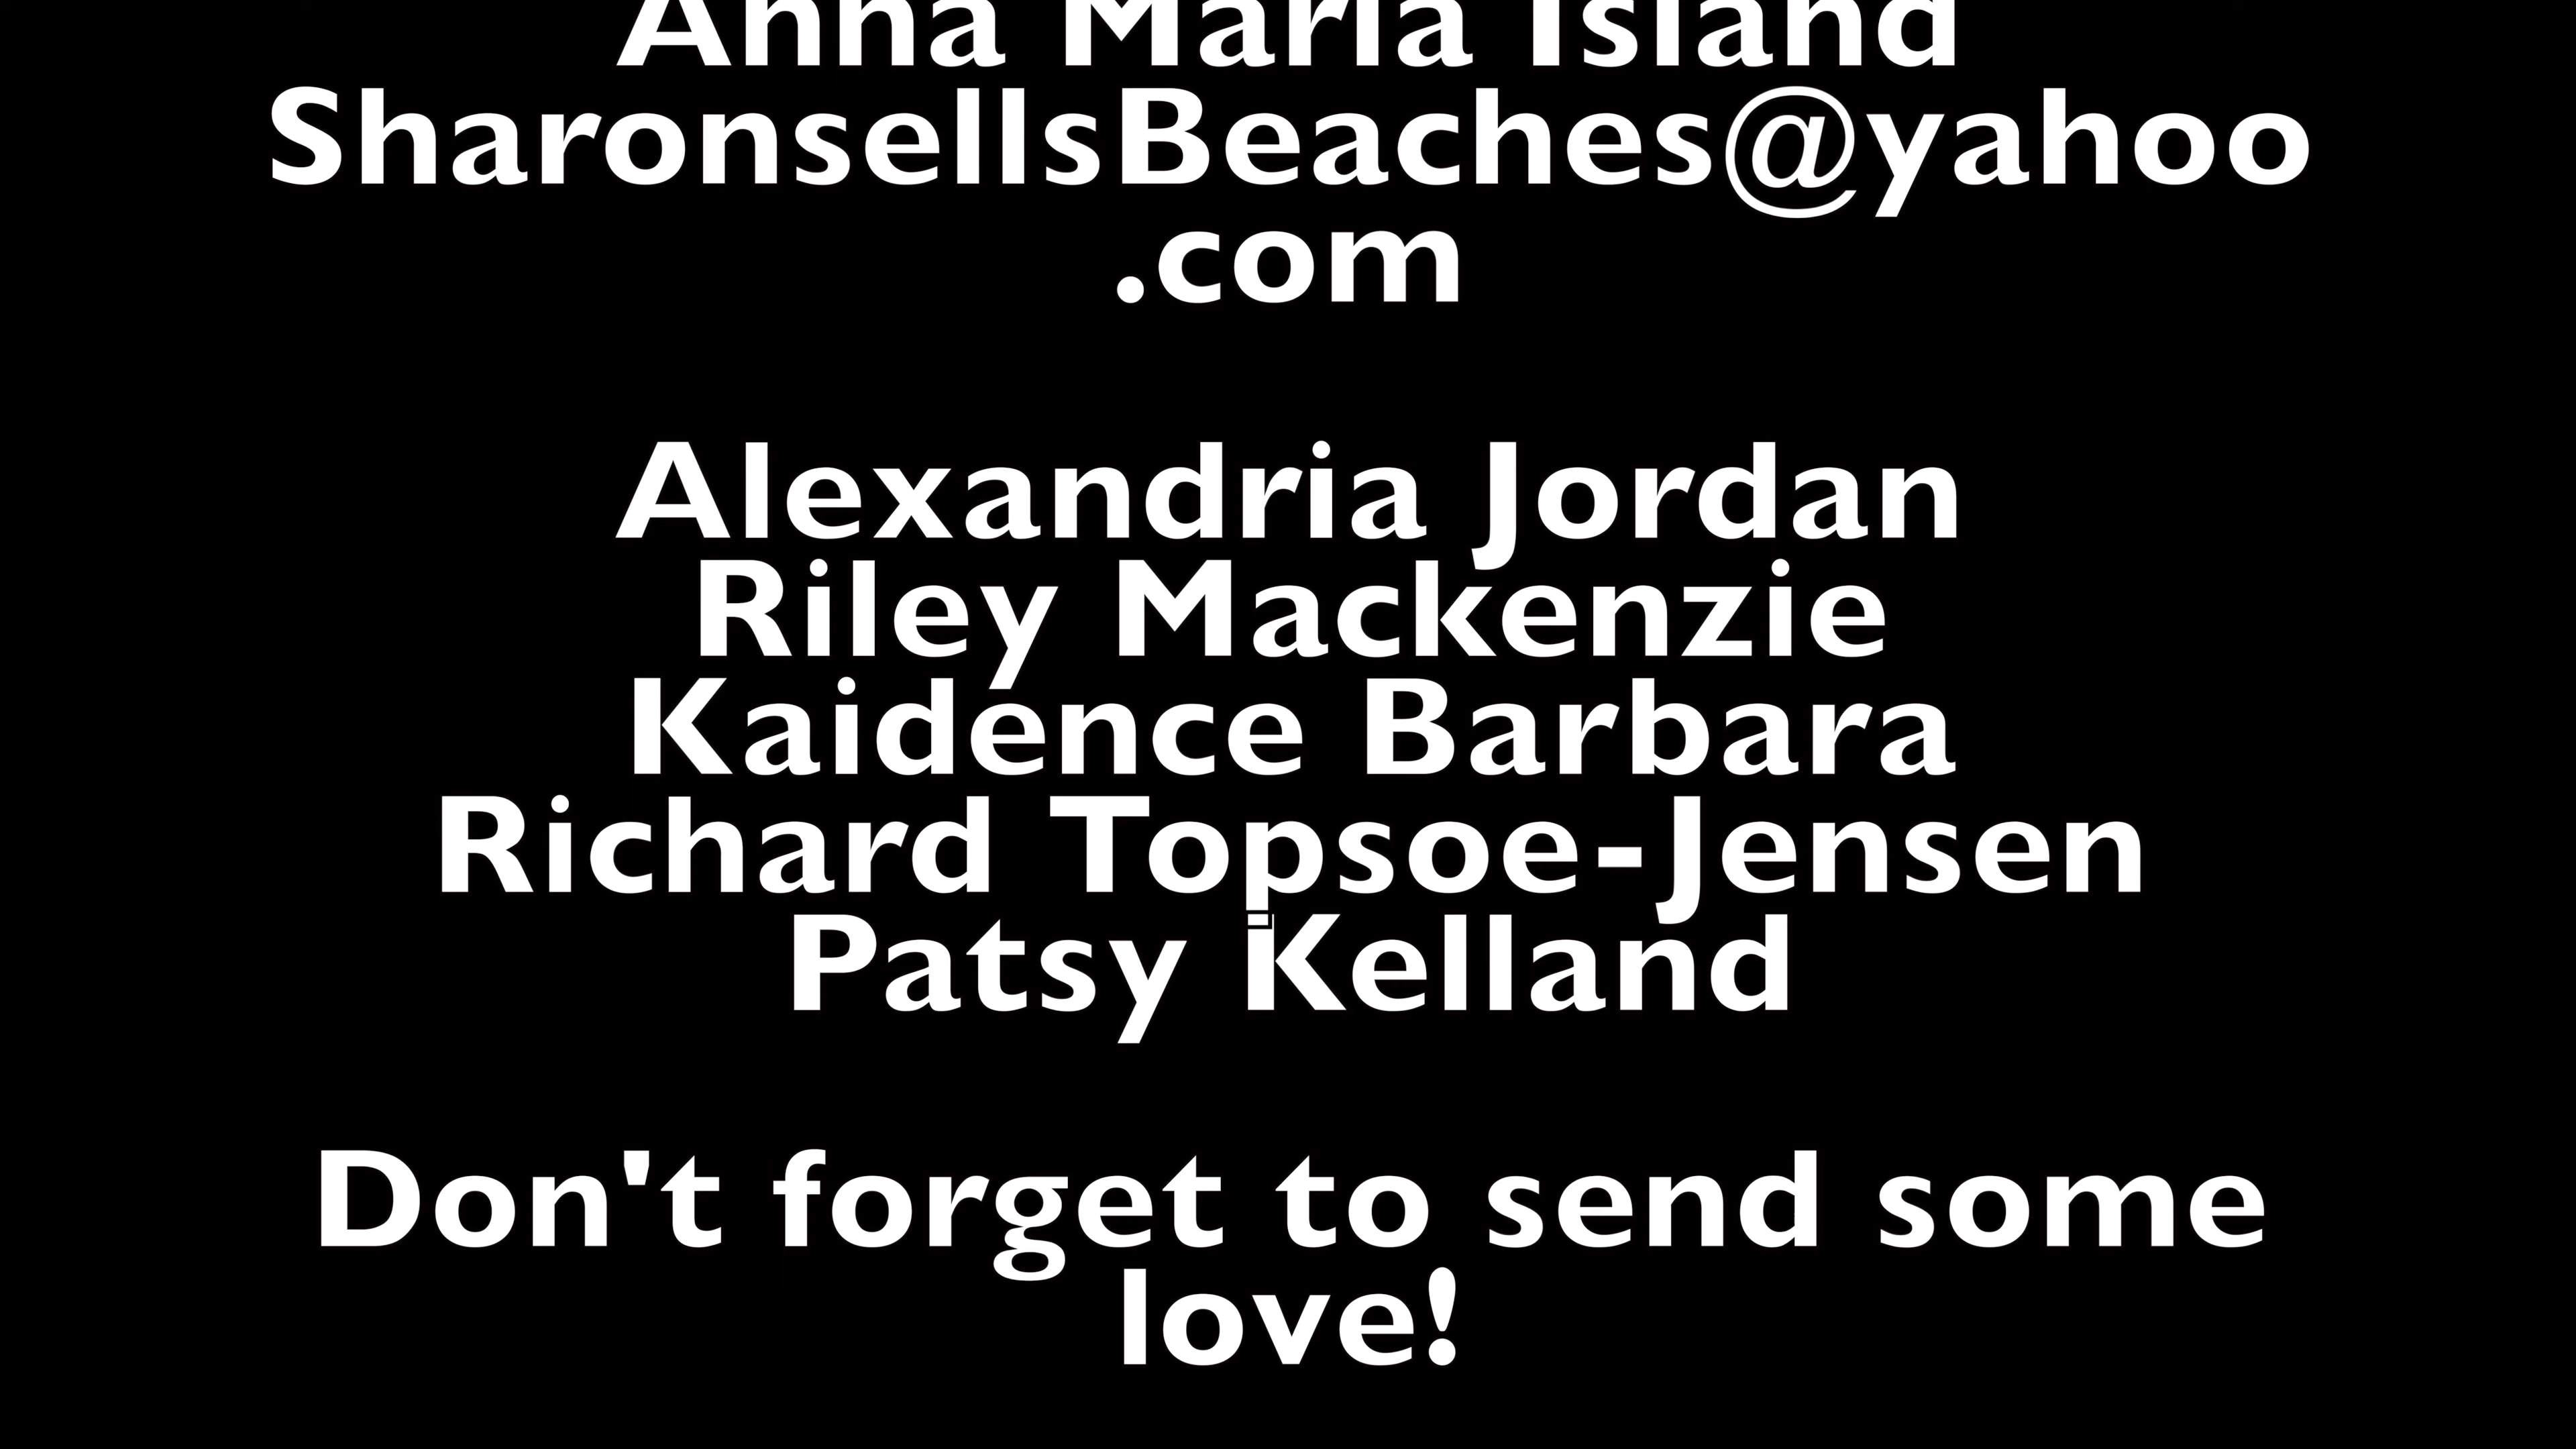 Anna Maria Island
SharonsellsBeaches@yahoo
.com
Alexandria Jordan
Riley Mackenzie
Kaidence Barbara
Richard Topsoe-Jensen
Patsy Kelland
Don't forget to send some
love!